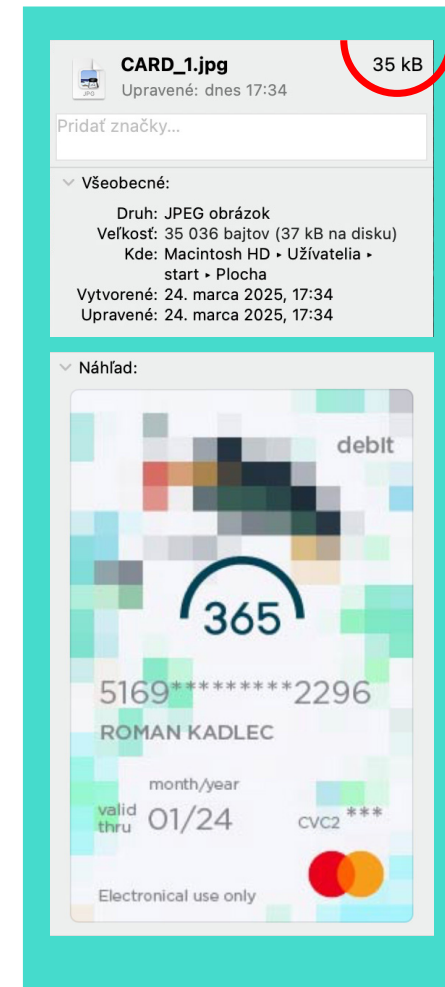 CARD_1.jpg 35 kB
Upravené: dnes 17:34
Pridať značky...
Všeobecné:
Druh: JPEG obrázok
Veľkosť: 35 036 bajtov (37 kB na disku)
Kde: Macintosh HD ▸ Užívatelia ▸
start ▸ Plocha
Vytvorené: 24. marca 2025, 17:34
Upravené: 24. marca 2025, 17:34
Náhľad:
debIt
365
5169*********2296
ROMAN KADLEC
month/year
valid
thru 01/24 CVC2 ***
Electronical use only